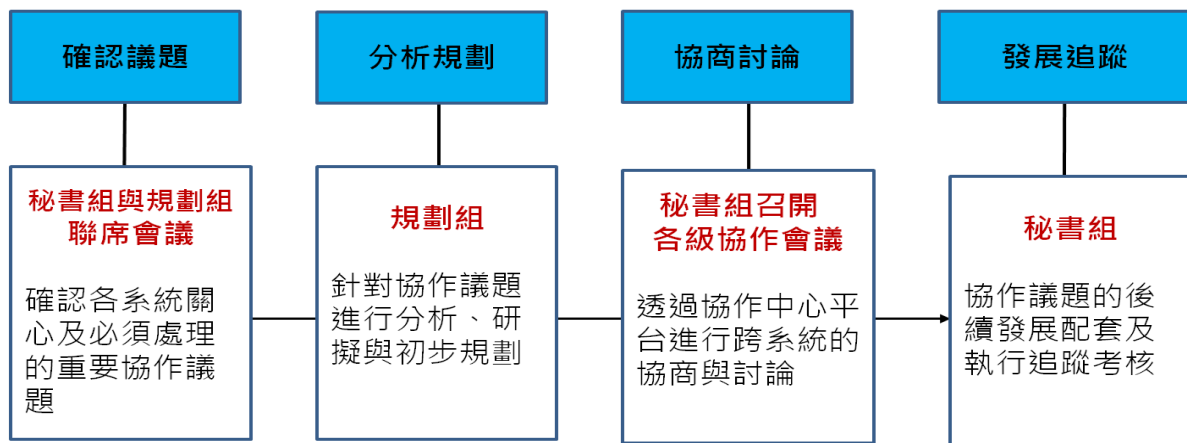 確認議題
分析規劃
協商討論
發展追蹤
秘書組與規劃組
聯席會議
確認各系統關
心及必須處理
的重要協作議
題
規劃組
針對協作議題
進行分析、研
擬與初步規劃
秘書組召開
各級協作會議
透過協作中心平
台進行跨系統的
協商與討論
秘書組
協作議題的後
續發展配套及
執行追蹤考核